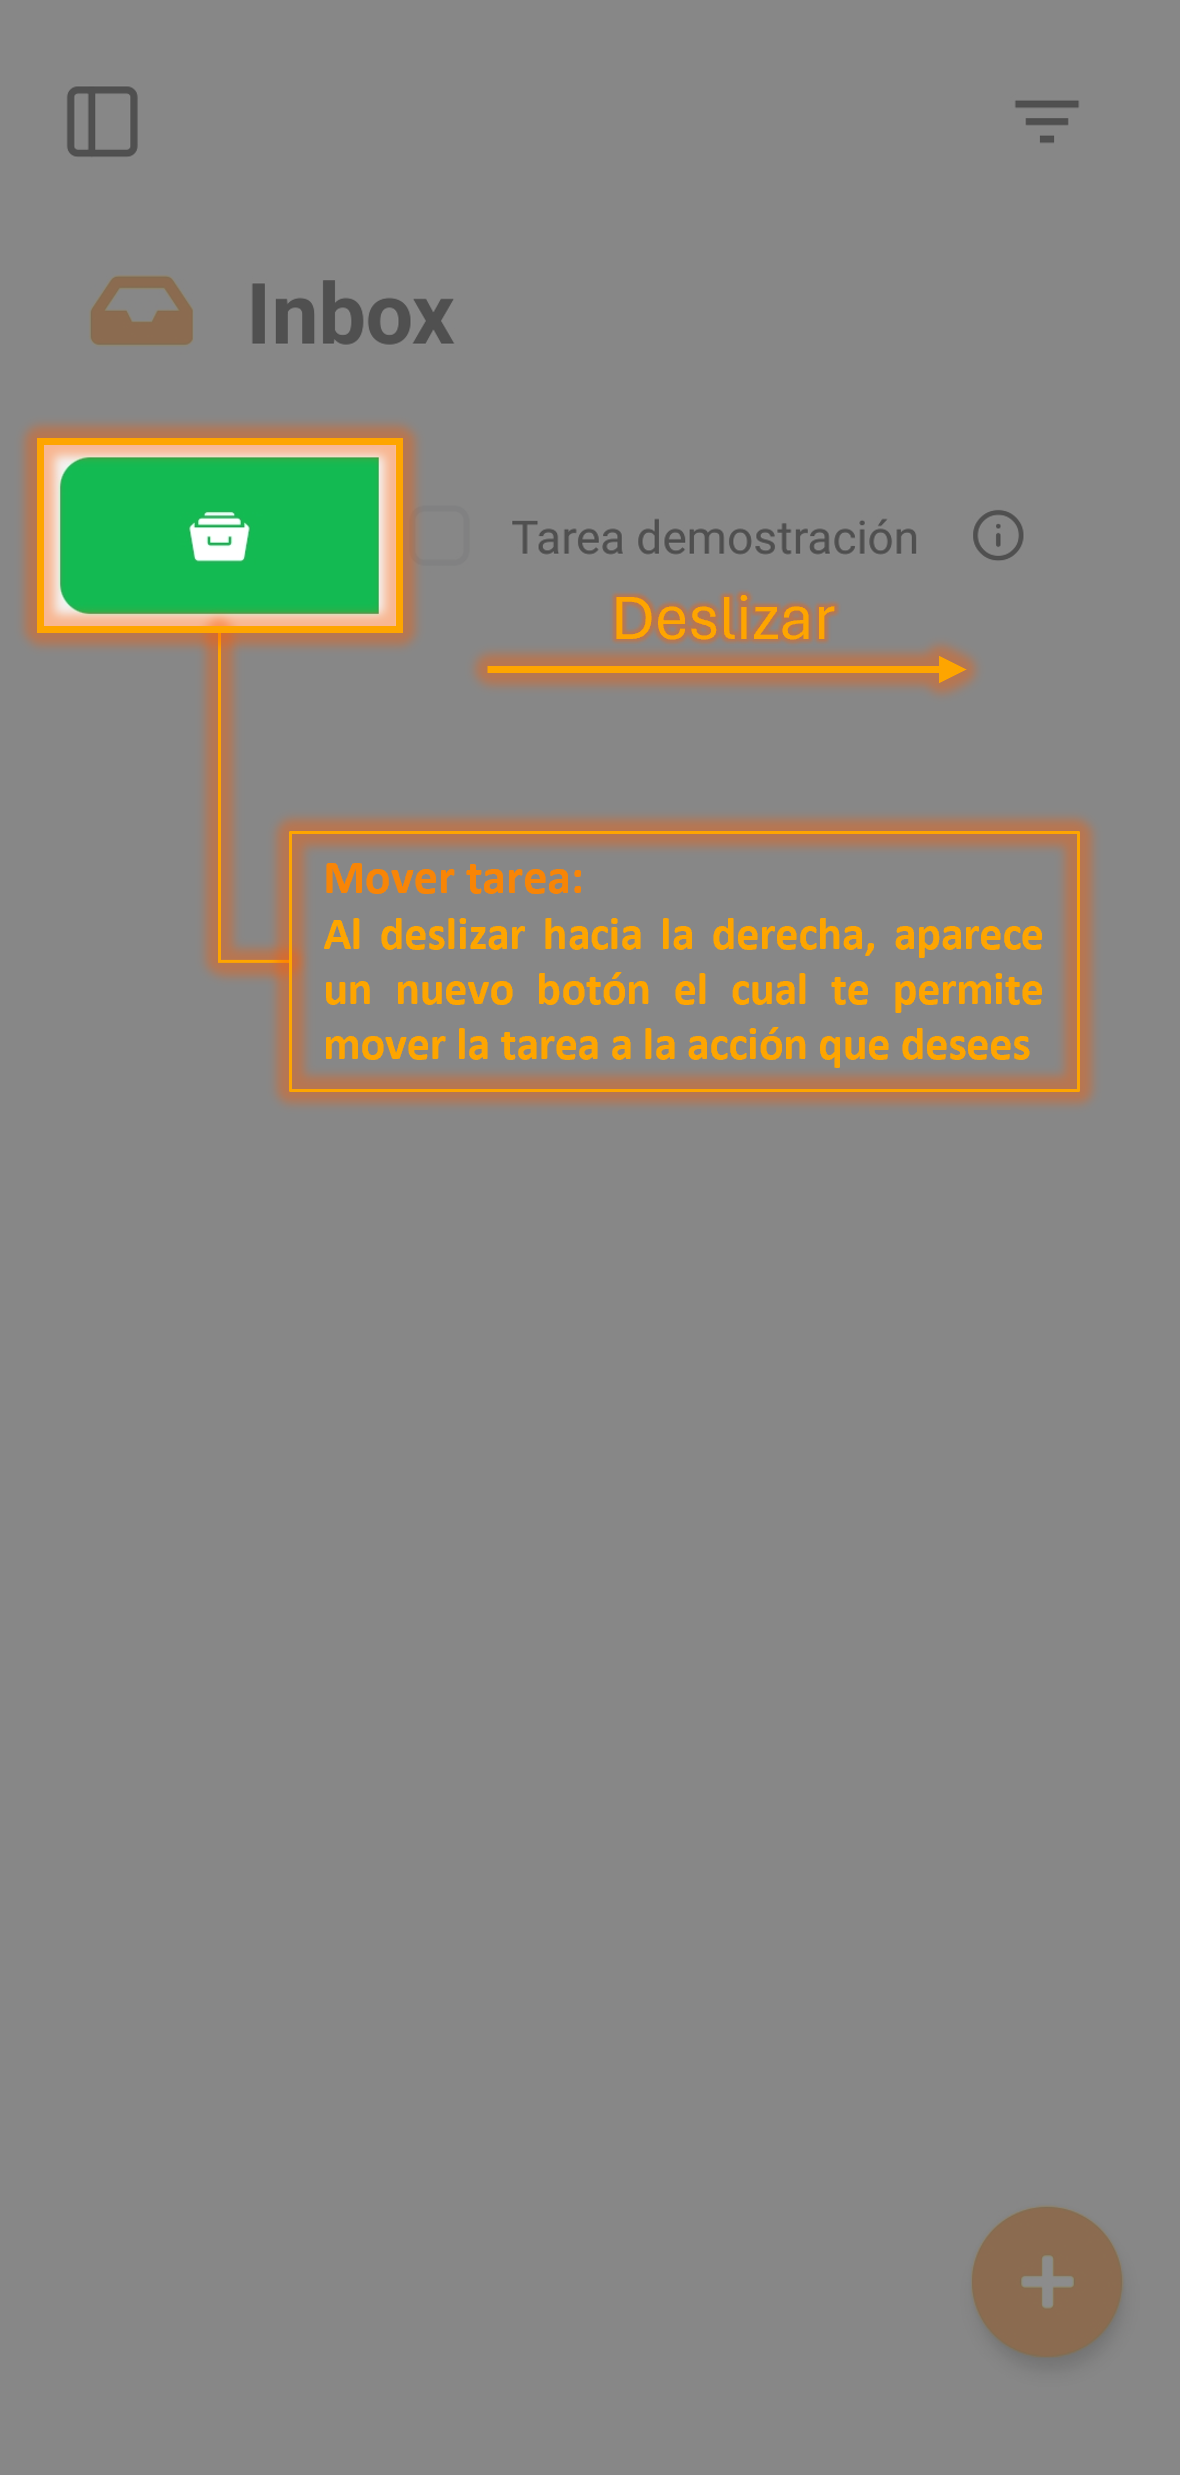 Inbox
Tarea demostración
Deslizar
Mover tarea:
Al deslizar hacia la derecha, aparece
un nuevo botón el cual te permite
mover la tarea a la acción que desees